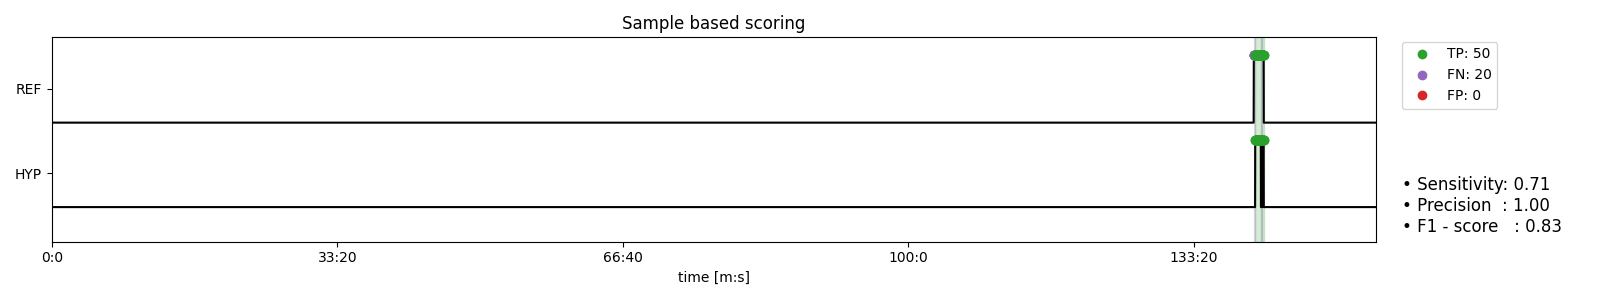 Sample based scoring
REF
HYP
0:0
33:20
66:40
100:0
133:20
time [m:s]
TP: 50
FN: 20
FP: 0
• Sensitivity: 0.71
• Precision : 1.00
• F1 - score : 0.83